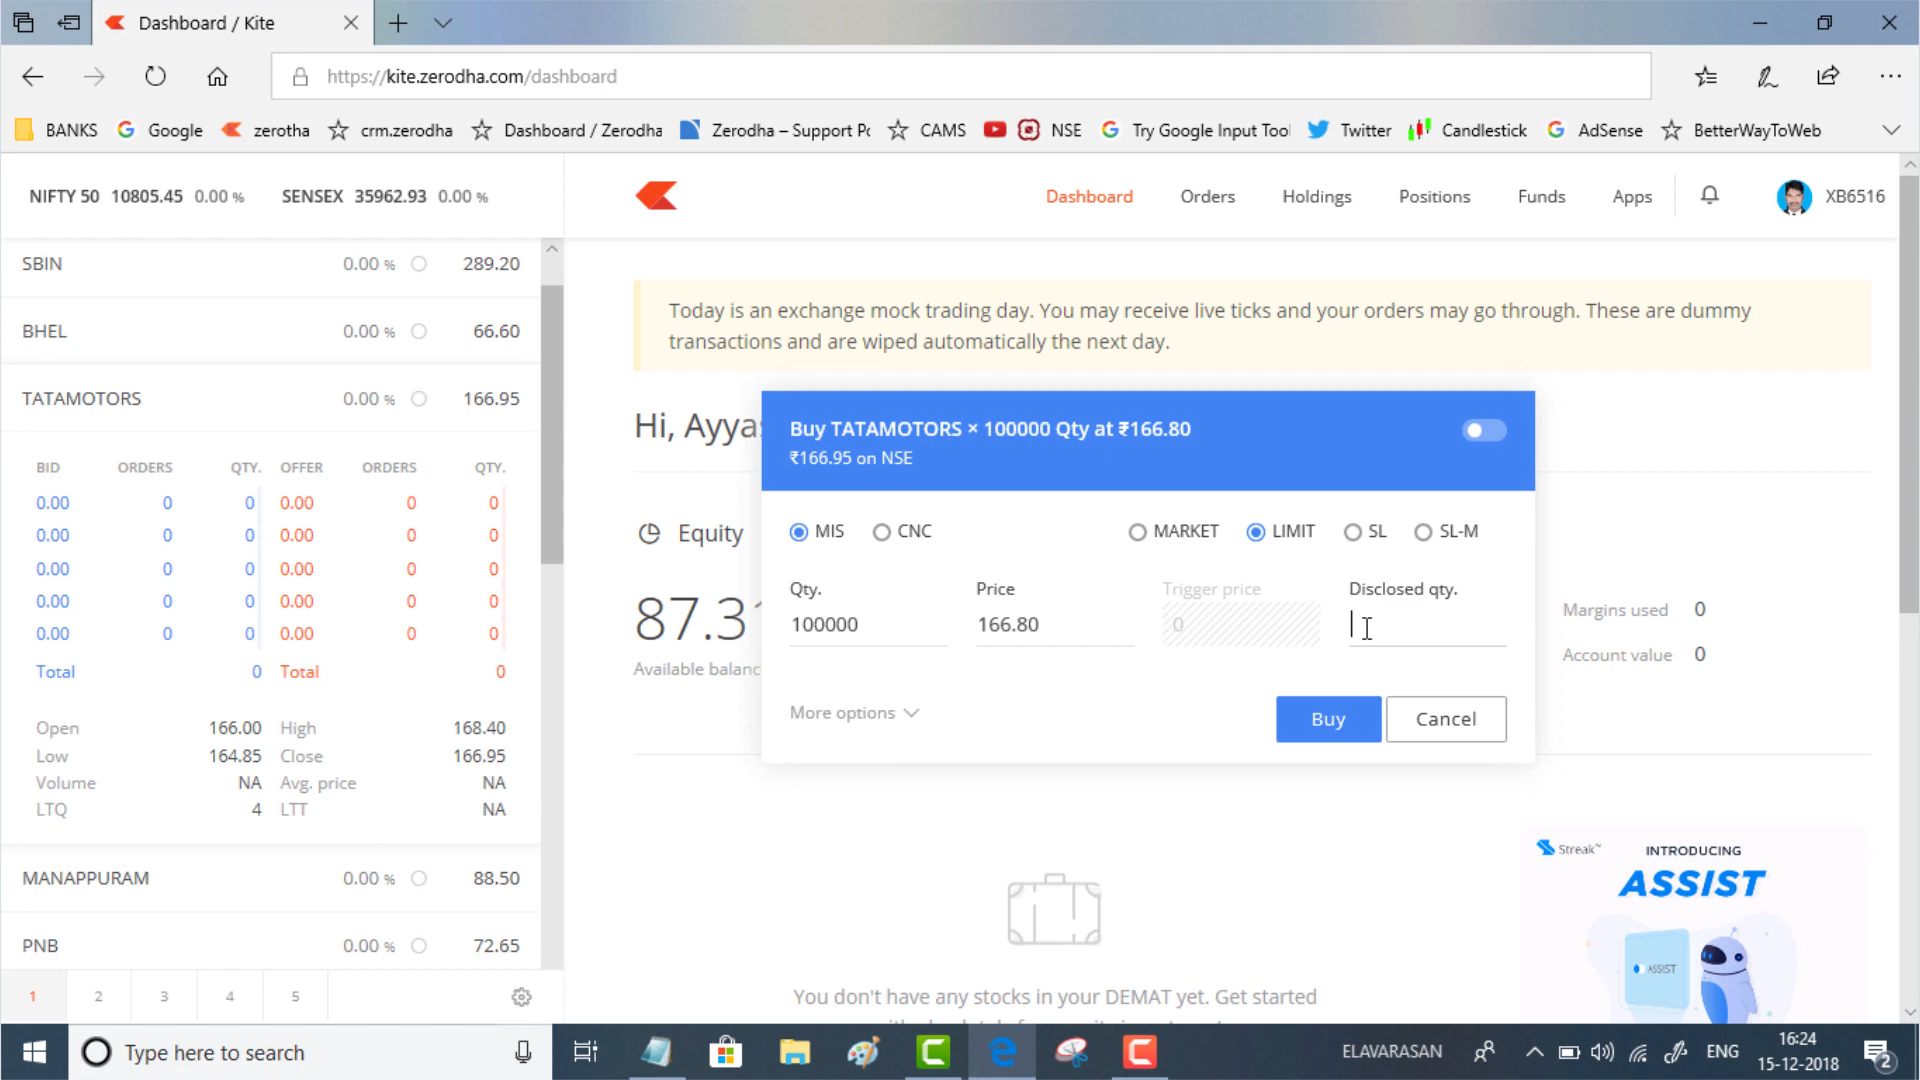 Dashboard / Kite
https://kite.zerodha.com/dashboard
BANKS Google zerotha crm.zerodha Dashboard / Zerodha Zerodha – Support Pc CAMS NSE Try Google Input Tool Twitter Candlestick AdSense BetterWayToWeb
NIFTY 50 10805.45 0.00 % SENSEX 35962.93 0.00 %
Dashboard Orders Holdings Positions Funds Apps XB6516
SBIN 0.00 % 289.20
BHEL 0.00 % 66.60
TATAMOTORS 0.00 % 166.95
BID ORDERS QTY. OFFER ORDERS QTY.
0.00 0 0 0.00 0 0
0.00 0 0 0.00 0 0
0.00 0 0 0.00 0 0
0.00 0 0 0.00 0 0
0.00 0 0 0.00 0 0
Total 0 Total 0
Open 166.00 High 168.40
Low 164.85 Close 166.95
Volume NA Avg. price NA
LTQ 4 LTT NA
MANAPPURAM 0.00 % 88.50
PNB 0.00 % 72.65
1 2 3 4 5
Today is an exchange mock trading day. You may receive live ticks and your orders may go through. These are dummy
transactions and are wiped automatically the next day.
Hi, Ayyas
Equity
87.31
Available balanc
Buy TATAMOTORS × 100000 Qty at ₹166.80
₹166.95 on NSE
MIS CNC MARKET LIMIT SL SL-M
Qty. Price Trigger price Disclosed qty.
100000 166.80 0
More options Buy Cancel
Margins used 0
Account value 0
You don't have any stocks in your DEMAT yet. Get started
Streak™ INTRODUCING
ASSIST
ASSIST
Type here to search
ELAVARASAN ENG 16:24
15-12-2018 2